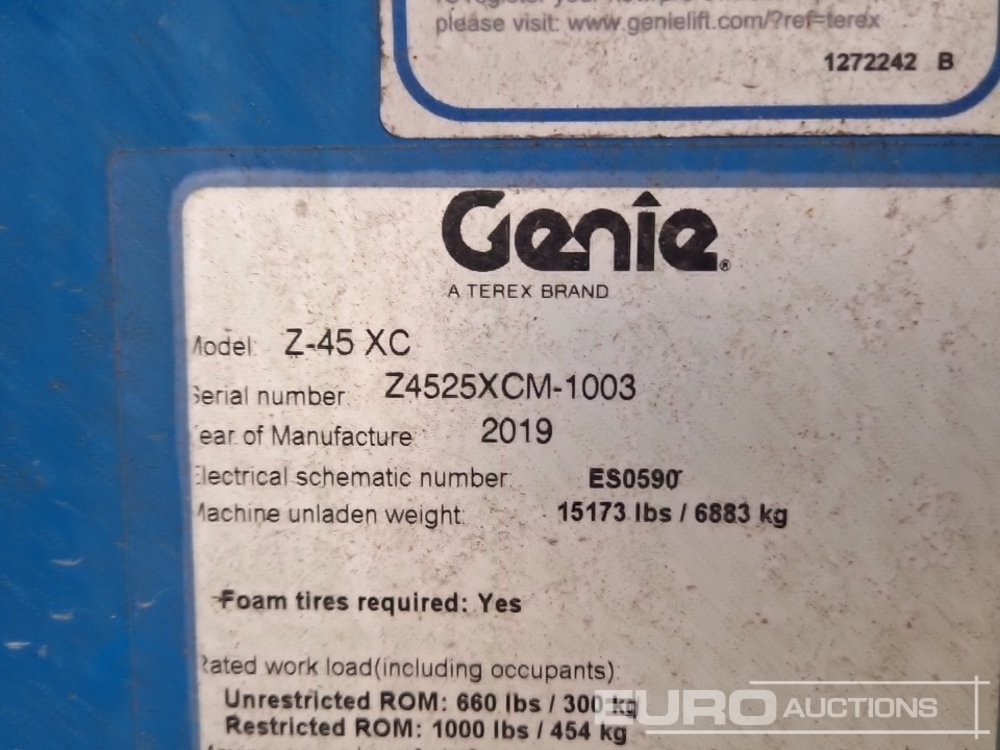 please visit: www.genielift.com/?ref=terex
1272242 B
Genie®
A TEREX BRAND
Model: Z-45 XC
Serial number: Z4525XCM-1003
Year of Manufacture: 2019
Electrical schematic number: ES0590
Machine unladen weight: 15173 lbs / 6883 kg
Foam tires required: Yes
Rated work load(including occupants):
Unrestricted ROM: 660 lbs / 300 kg
Restricted ROM: 1000 lbs / 454 kg
EURO AUCTIONS